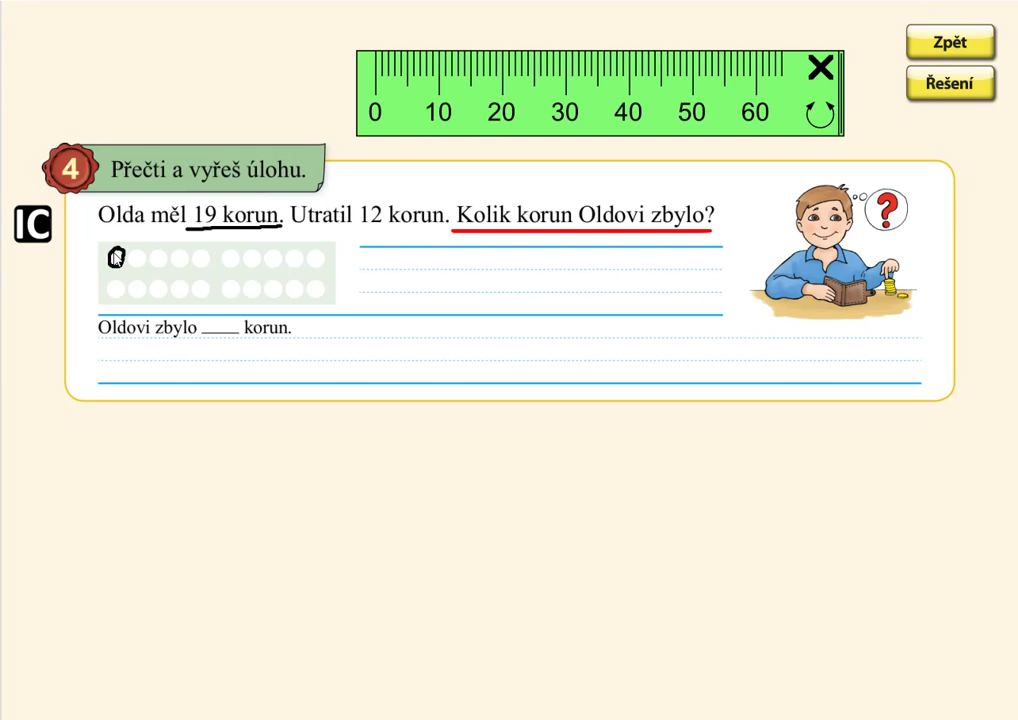 Zpět
Řešení
0 10 20 30 40 50 60
4 Přečti a vyřeš úlohu.
IC
Olda měl 19 korun. Utratil 12 korun. Kolik korun Oldovi zbylo?
?
Oldovi zbylo ____ korun.